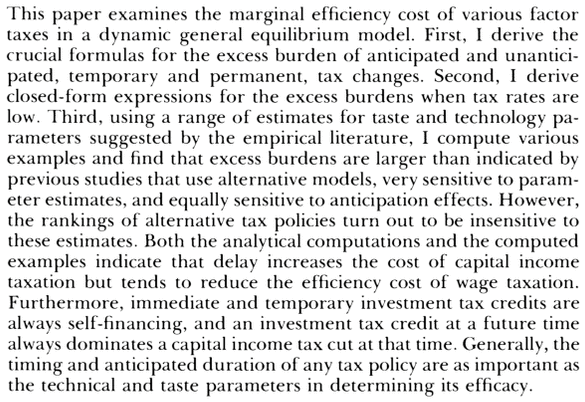 This paper examines the marginal efficiency cost of various factor
taxes in a dynamic general equilibrium model. First, I derive the
crucial formulas for the excess burden of anticipated and unantici-
pated, temporary and permanent, tax changes. Second, I derive
closed-form expressions for the excess burdens when tax rates are
low. Third, using a range of estimates for taste and technology pa-
rameters suggested by the empirical literature, I compute various
examples and find that excess burdens are larger than indicated by
previous studies that use alternative models, very sensitive to param-
eter estimates, and equally sensitive to anticipation effects. However,
the rankings of alternative tax policies turn out to be insensitive to
these estimates. Both the analytical computations and the computed
examples indicate that delay increases the cost of capital income
taxation but tends to reduce the efficiency cost of wage taxation.
Furthermore, immediate and temporary investment tax credits are
always self-financing, and an investment tax credit at a future time
always dominates a capital income tax cut at that time. Generally, the
timing and anticipated duration of any tax policy are as important as
the technical and taste parameters in determining its efficacy.